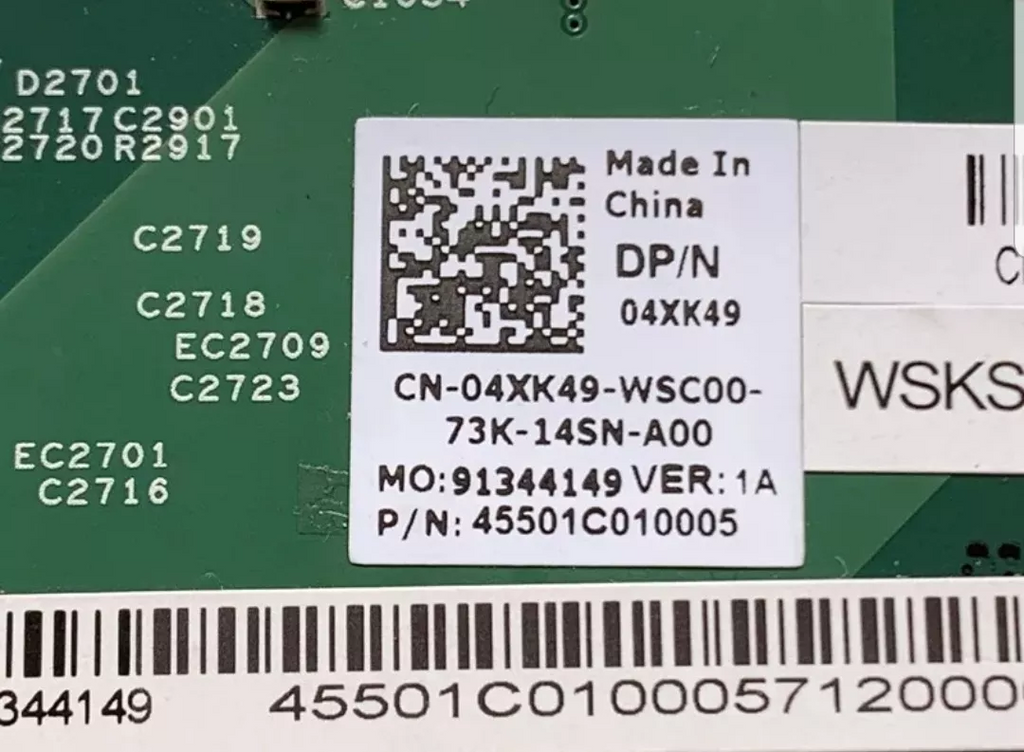 D2701
2717 C2901
2720 R2917
C2719
C2718
EC2709
C2723
EC2701
C2716
Made In
China
DP/N
04XK49
CN-04XK49-WSC00-
73K-14SN-A00
MO:91344149 VER: 1A
P/N: 45501C010005
WSKS
344149 45501C010005712000